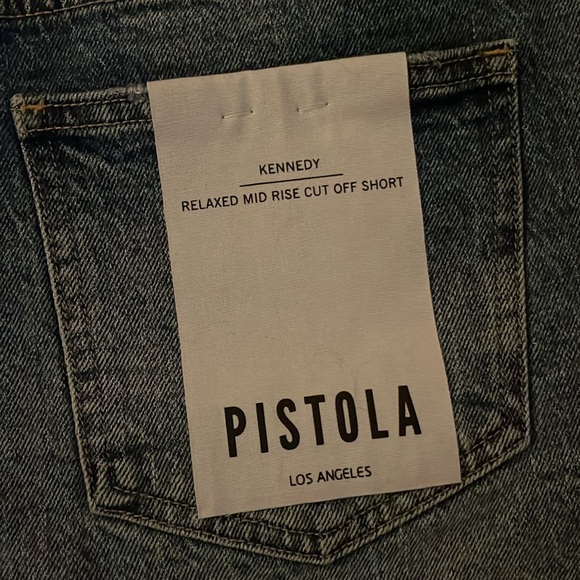 KENNEDY
RELAXED MID RISE CUT OFF SHORT
PISTOLA
LOS ANGELES